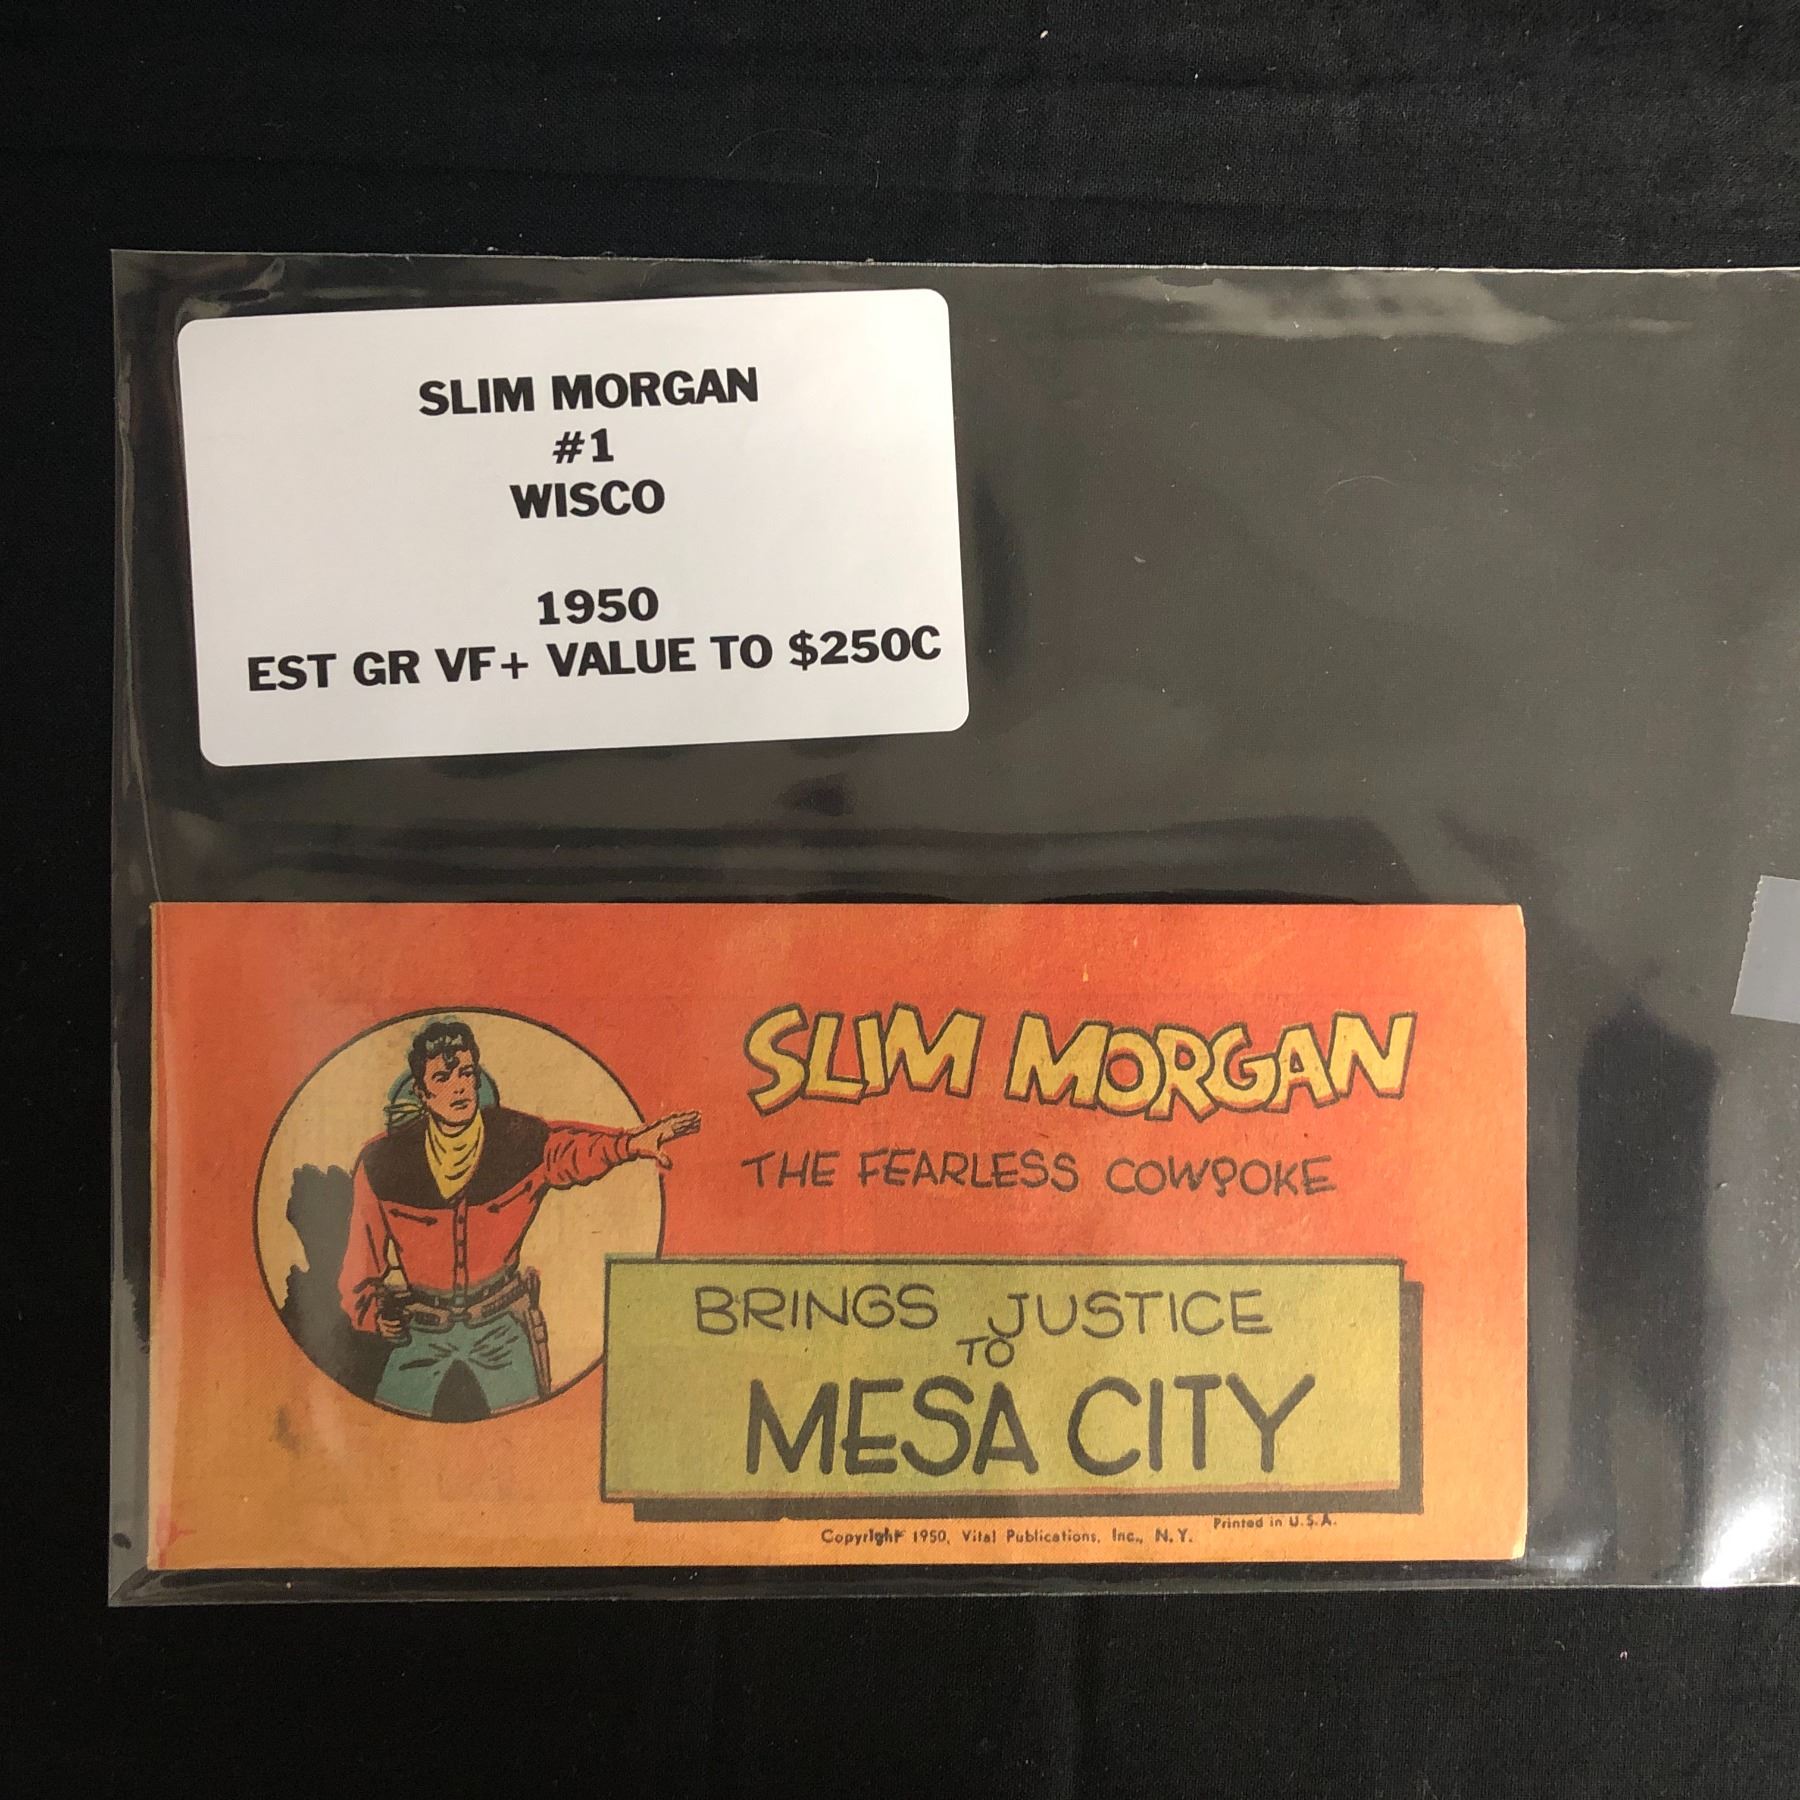 SLIM MORGAN
#1
WISCO
1950
EST GR VF+ VALUE TO $250C
SLIM MORGAN
THE FEARLESS COWPOKE
BRINGS JUSTICE
TO
MESA CITY
Printed in U.S.A.
Copyright 1950, Vital Publications, Inc., N.Y.